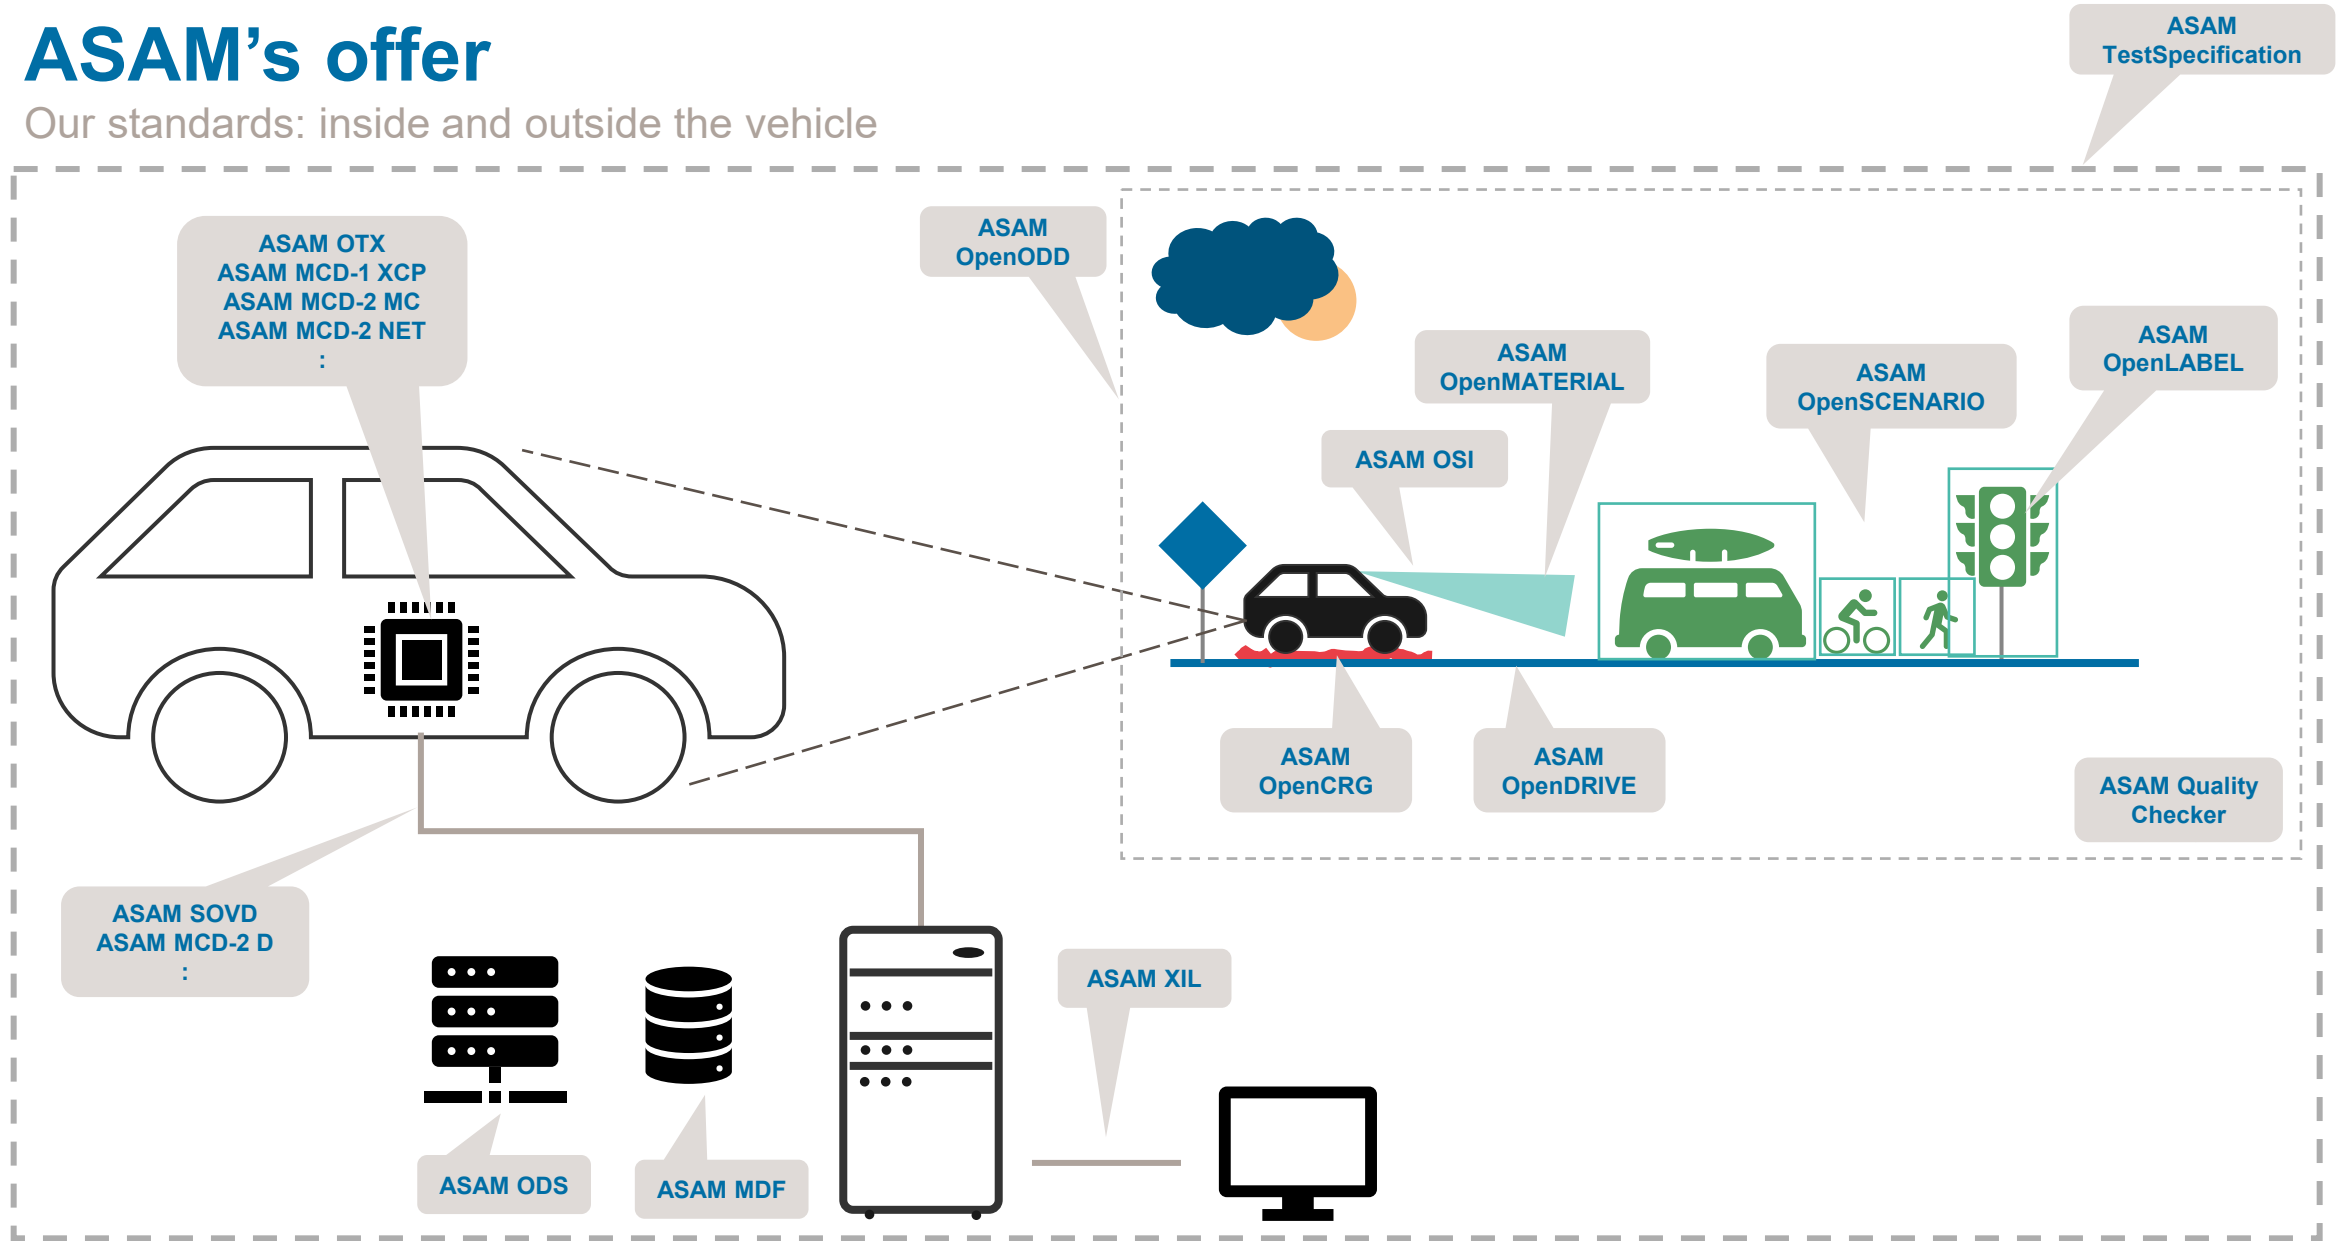 ASAM's offer
Our standards: inside and outside the vehicle
ASAM
TestSpecification
ASAM OTX
ASAM MCD-1 XCP
ASAM MCD-2 MC
ASAM MCD-2 NET
:
ASAM
OpenODD
ASAM
OpenMATERIAL
ASAM
OpenSCENARIO
ASAM
OpenLABEL
ASAM OSI
ASAM
OpenCRG
ASAM
OpenDRIVE
ASAM Quality
Checker
ASAM SOVD
ASAM MCD-2 D
:
ASAM XIL
ASAM ODS
ASAM MDF